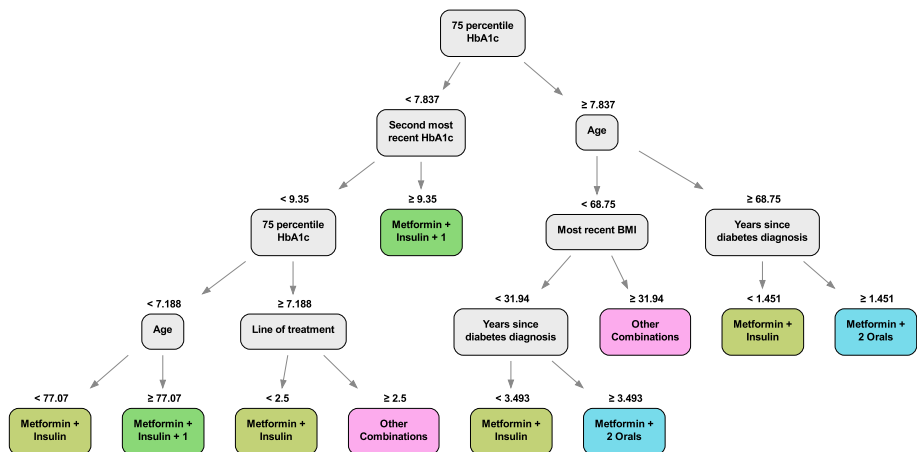 75 percentile
HbA1c
< 7.837
≥ 7.837
Second most
recent HbA1c
Age
< 9.35
≥ 9.35
< 68.75
≥ 68.75
75 percentile
HbA1c
Metformin +
Insulin + 1
Most recent BMI
Years since
diabetes diagnosis
< 7.188
≥ 7.188
< 31.94
≥ 31.94
< 1.451
≥ 1.451
Age
Line of treatment
Years since
diabetes diagnosis
Other
Combinations
Metformin +
Insulin
Metformin +
2 Orals
< 77.07
≥ 77.07
< 2.5
≥ 2.5
< 3.493
≥ 3.493
Metformin +
Insulin
Metformin +
Insulin + 1
Metformin +
Insulin
Other
Combinations
Metformin +
Insulin
Metformin +
2 Orals